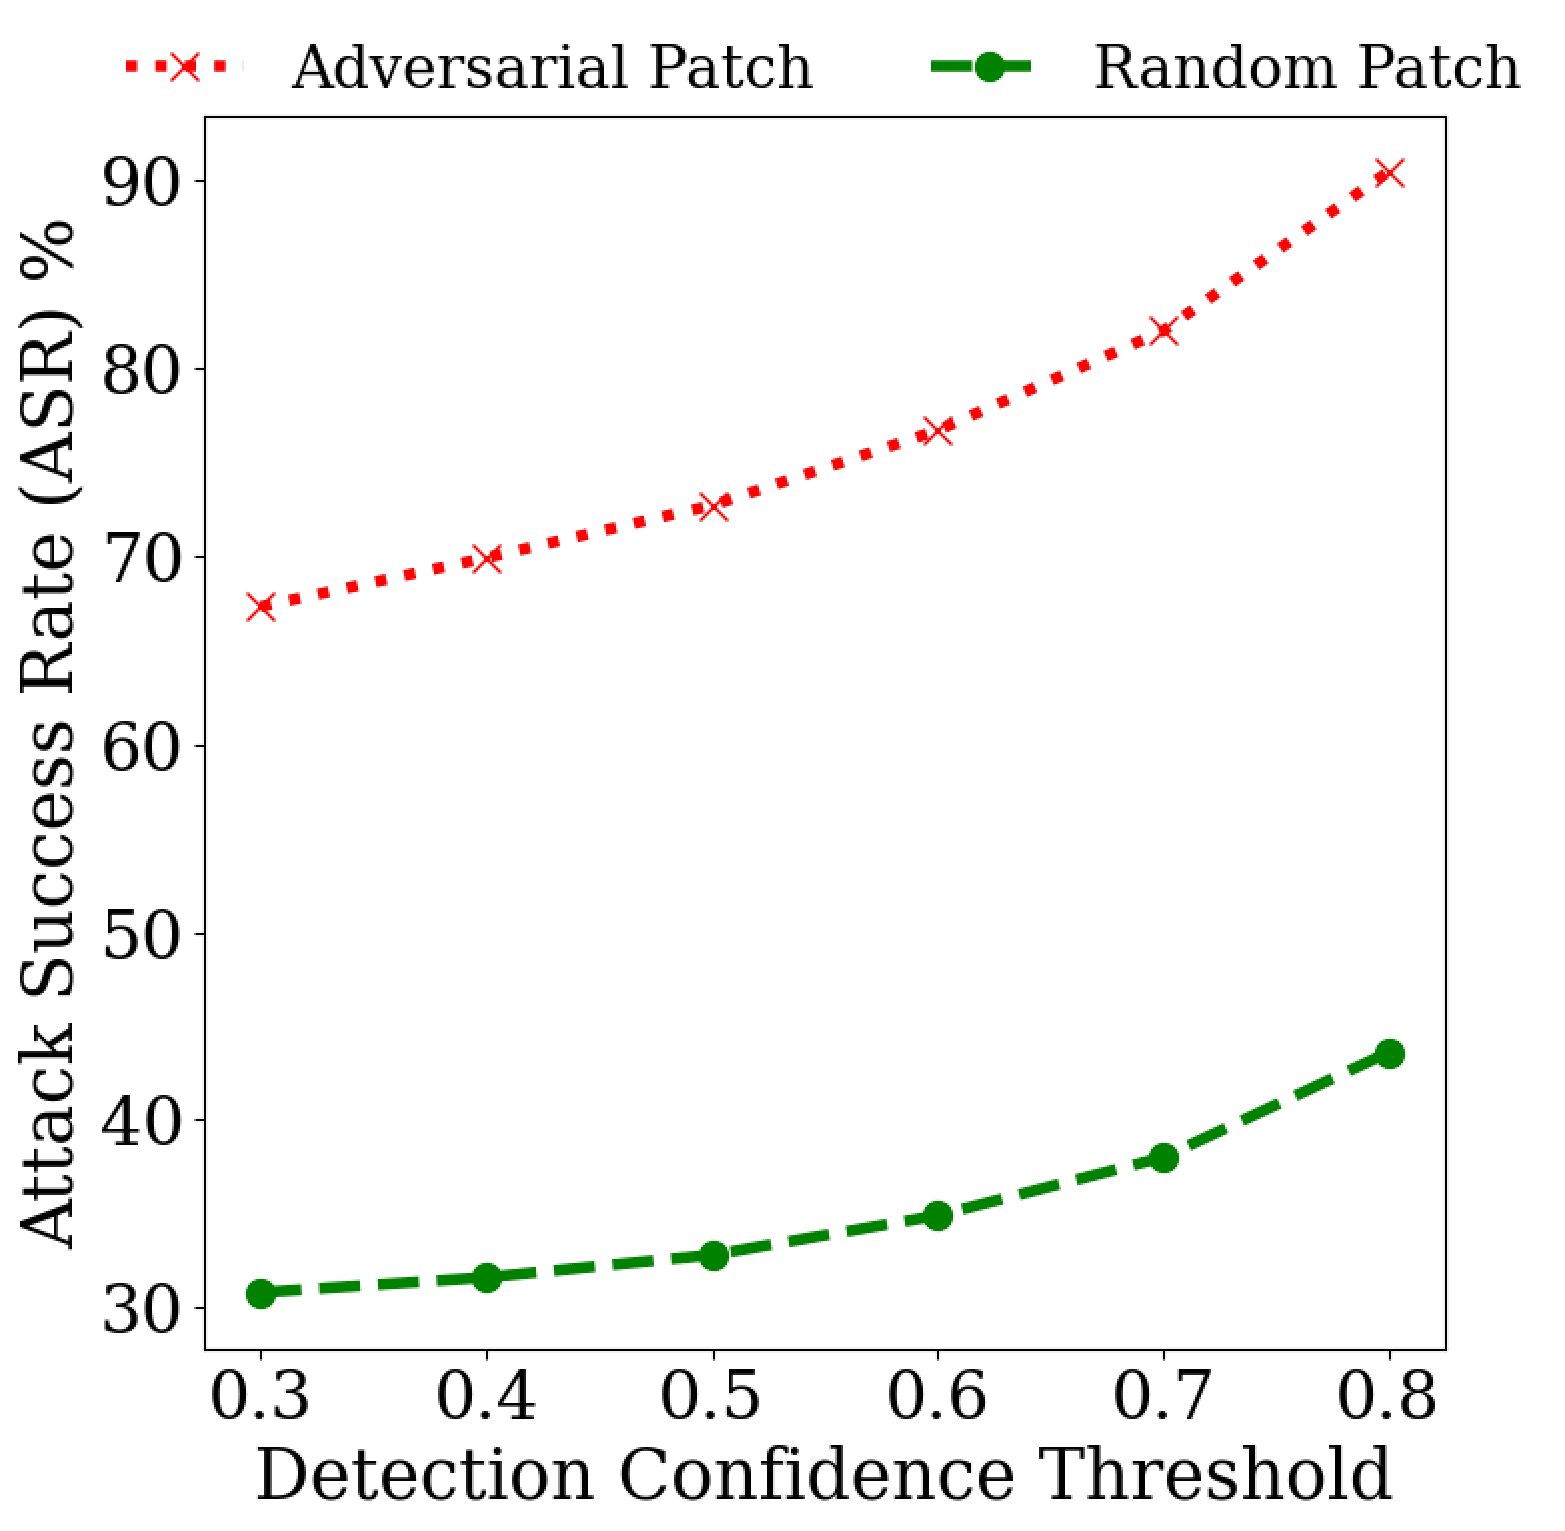 Adversarial Patch Random Patch
Attack Success Rate (ASR) %
90
80
70
60
50
40
30
0.3 0.4 0.5 0.6 0.7 0.8
Detection Confidence Threshold